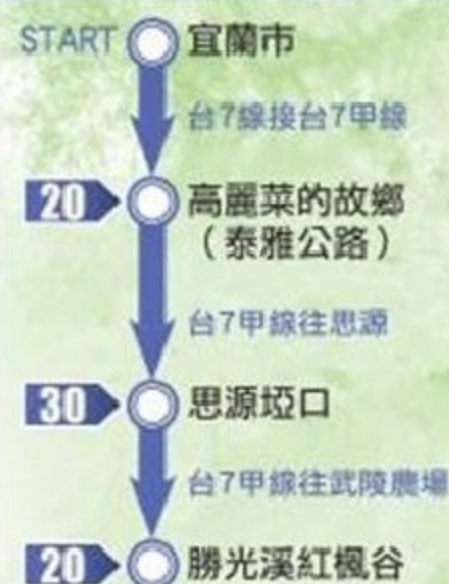 START 宜蘭市
台7線接台7甲線
20 高麗菜的故鄉
（泰雅公路）
台7甲線往思源
30 思源埡口
台7甲線往武陵農場
20 勝光溪紅楓谷